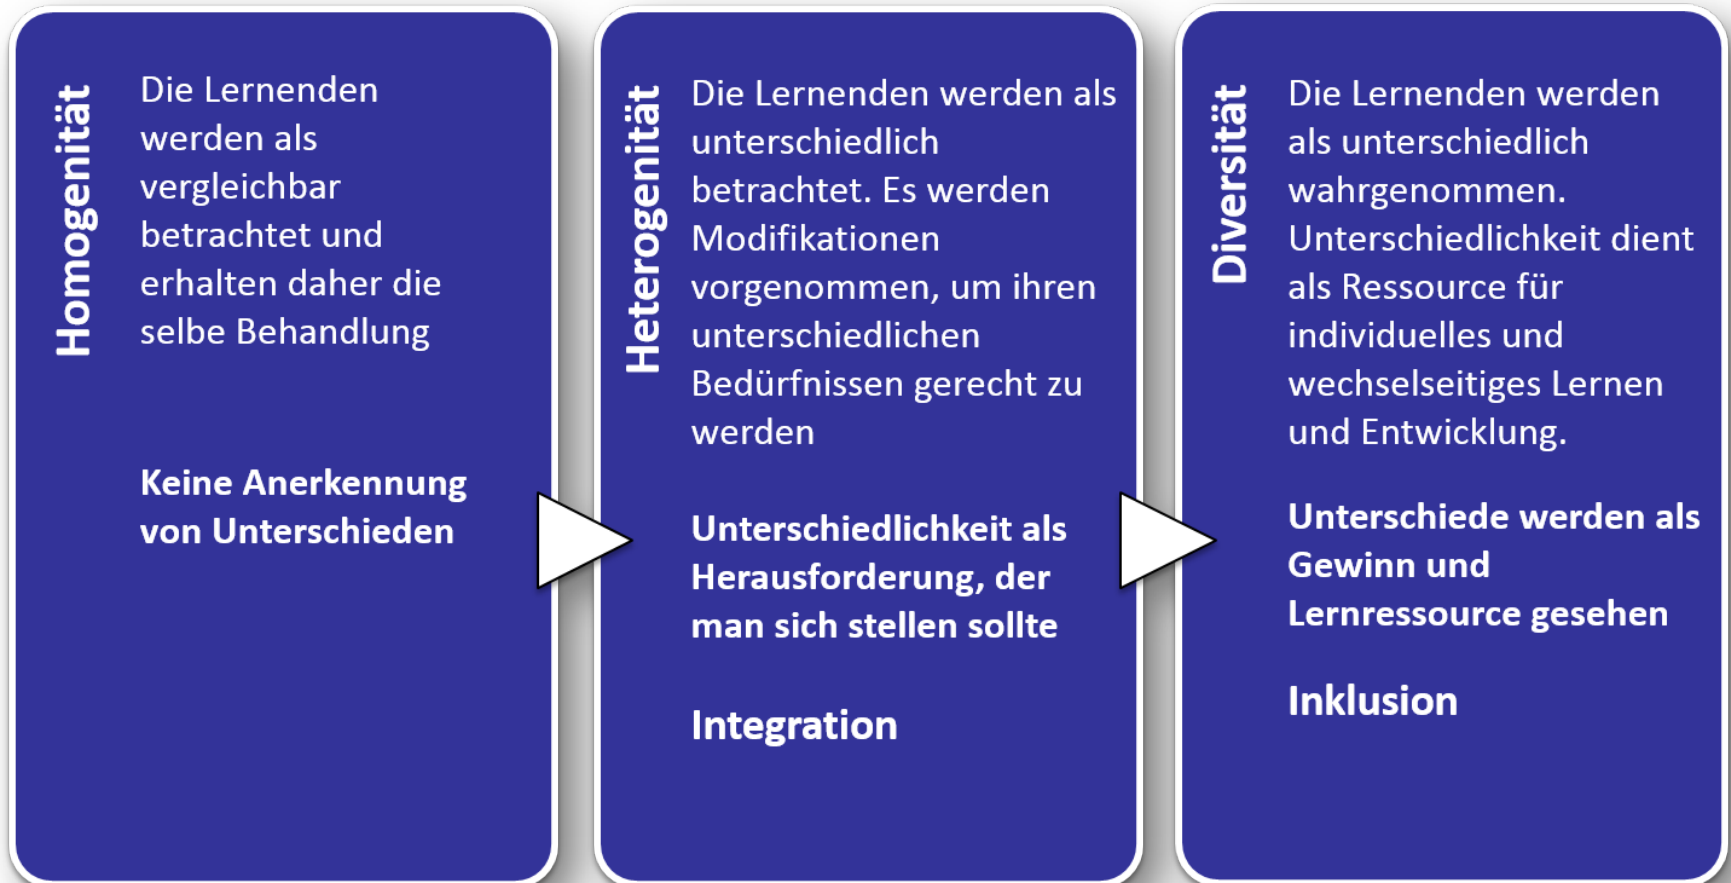 Homogenität
Die Lernenden
werden als
vergleichbar
betrachtet und
erhalten daher die
selbe Behandlung
Keine Anerkennung
von Unterschieden
Heterogenität
Die Lernenden werden als
unterschiedlich
betrachtet. Es werden
Modifikationen
vorgenommen, um ihren
unterschiedlichen
Bedürfnissen gerecht zu
werden
Unterschiedlichkeit als
Herausforderung, der
man sich stellen sollte
Integration
Diversität
Die Lernenden werden
als unterschiedlich
wahrgenommen.
Unterschiedlichkeit dient
als Ressource für
individuelles und
wechselseitiges Lernen
und Entwicklung.
Unterschiede werden als
Gewinn und
Lernressource gesehen
Inklusion